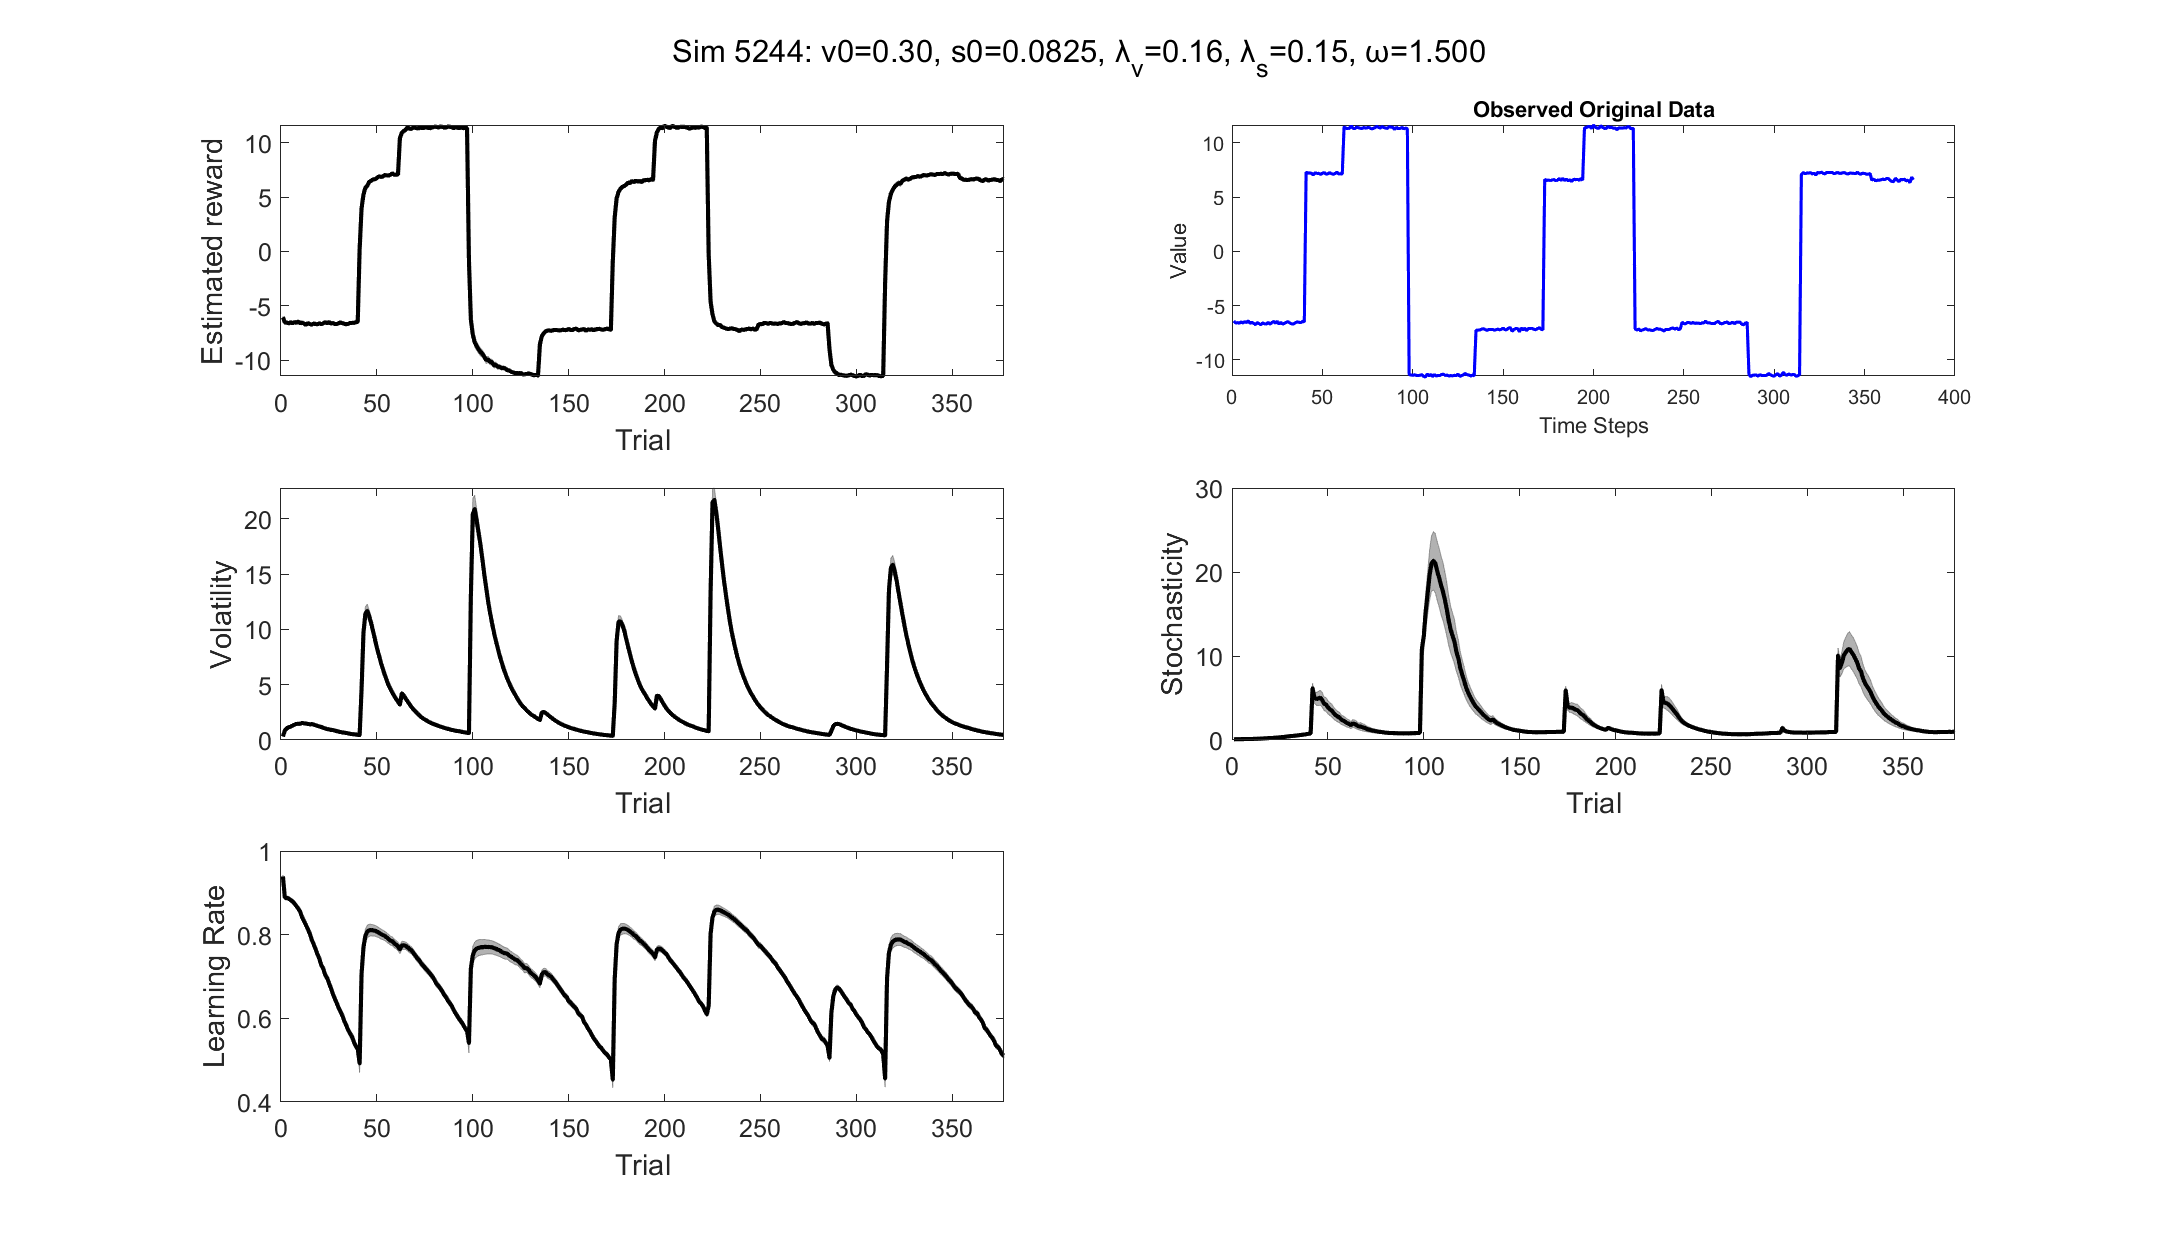 Sim 5244: v0=0.30, s0=0.0825, λv=0.16, λs=0.15, ω=1.500
Estimated reward
10
5
0
-5
-10
0 50 100 150 200 250 300 350
Trial
Observed Original Data
Value
10
5
0
-5
-10
0 50 100 150 200 250 300 350 400
Time Steps
Volatility
20
15
10
5
0
0 50 100 150 200 250 300 350
Trial
Stochasticity
30
20
10
0
0 50 100 150 200 250 300 350
Trial
Learning Rate
1
0.8
0.6
0.4
0 50 100 150 200 250 300 350
Trial